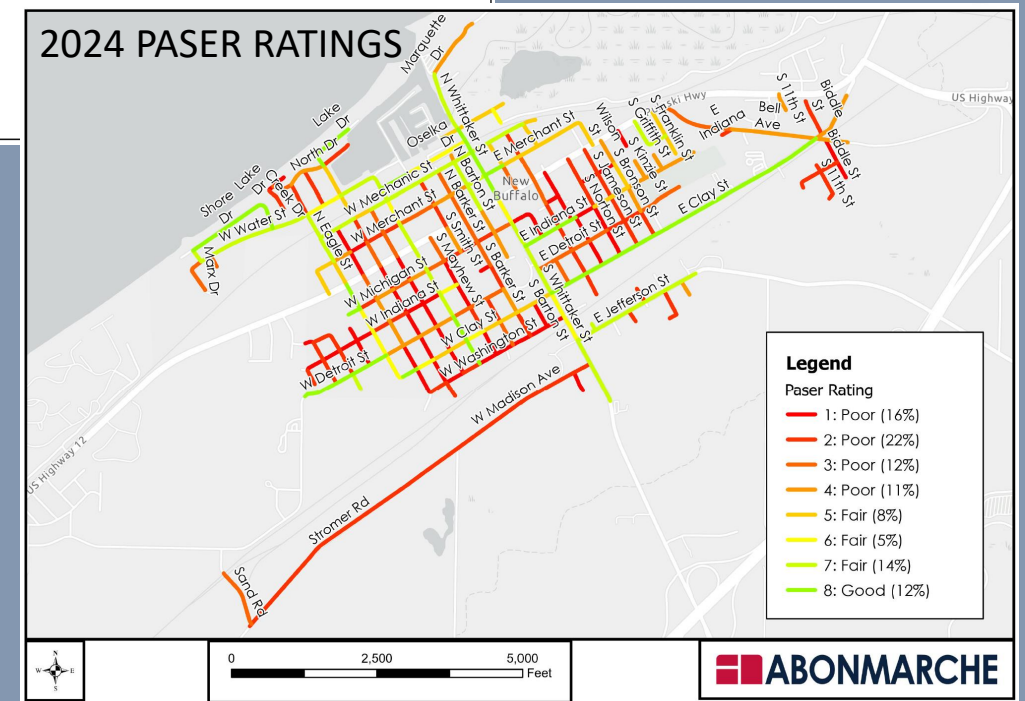 2024 PASER RATINGS
Marquette
Dr
N Whittaker St
Lake
Dr
North Dr
Oselka
Dr
E Merchant St
Wilson
S Griffith St
S Franklin St
E
Indiana
Bell
Ave
S 11th St
Biddle
St
US Highway
Shore
Lake
Dr
W Water St
Marx Dr
N Eagle St
W Mechanic St
W Merchant St
N Barton St
N Barker St
New
Buffalo
S Kinzie St
S Bronson St
S Jameson St
S Norton St
E Indiana St
E Detroit St
E Clay St
Biddle St
S 11th St
W Michigan St
W Indiana St
W Detroit St
S Smith St
S Mayhew St
S Barker St
S Barton St
S Whittaker St
W Clay St
W Washington St
E Jefferson St
W Madison Ave
US Highway 12
Stromer Rd
Sand Rd
Legend
Paser Rating
1: Poor (16%)
2: Poor (22%)
3: Poor (12%)
4: Poor (11%)
5: Fair (8%)
6: Fair (5%)
7: Fair (14%)
8: Good (12%)
N
W E
S
0 2,500 5,000
Feet
ABONMARCHE